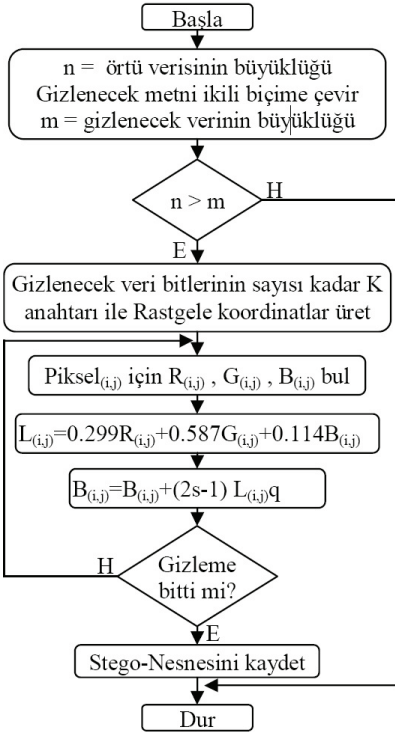 Başla
n = örtü verisinin büyüklüğü
Gizlenecek metni ikili biçime çevir
m = gizlenecek verinin büyüklüğü
n > m
H
E
Gizlenecek veri bitlerinin sayısı kadar K
anahtarı ile Rastgele koordinatlar üret
Piksel(i,j) için R(i,j) , G(i,j) , B(i,j) bul
L(i,j)=0.299R(i,j)+0.587G(i,j)+0.114B(i,j)
B(i,j)=B(i,j)+(2s-1) L(i,j)q
H
Gizleme
bitti mi?
E
Stego-Nesnesini kaydet
Dur